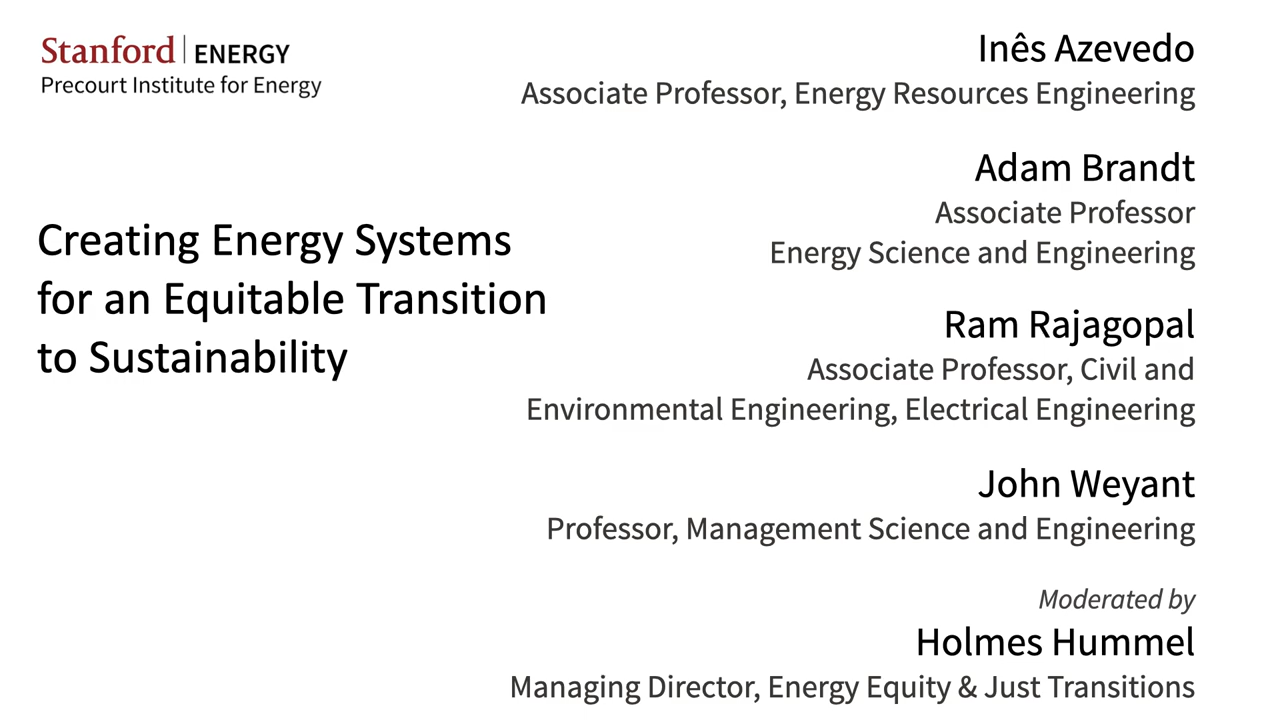 Stanford | ENERGY
Precourt Institute for Energy
Creating Energy Systems
for an Equitable Transition
to Sustainability
Inês Azevedo
Associate Professor, Energy Resources Engineering
Adam Brandt
Associate Professor
Energy Science and Engineering
Ram Rajagopal
Associate Professor, Civil and
Environmental Engineering, Electrical Engineering
John Weyant
Professor, Management Science and Engineering
Moderated by
Holmes Hummel
Managing Director, Energy Equity & Just Transitions